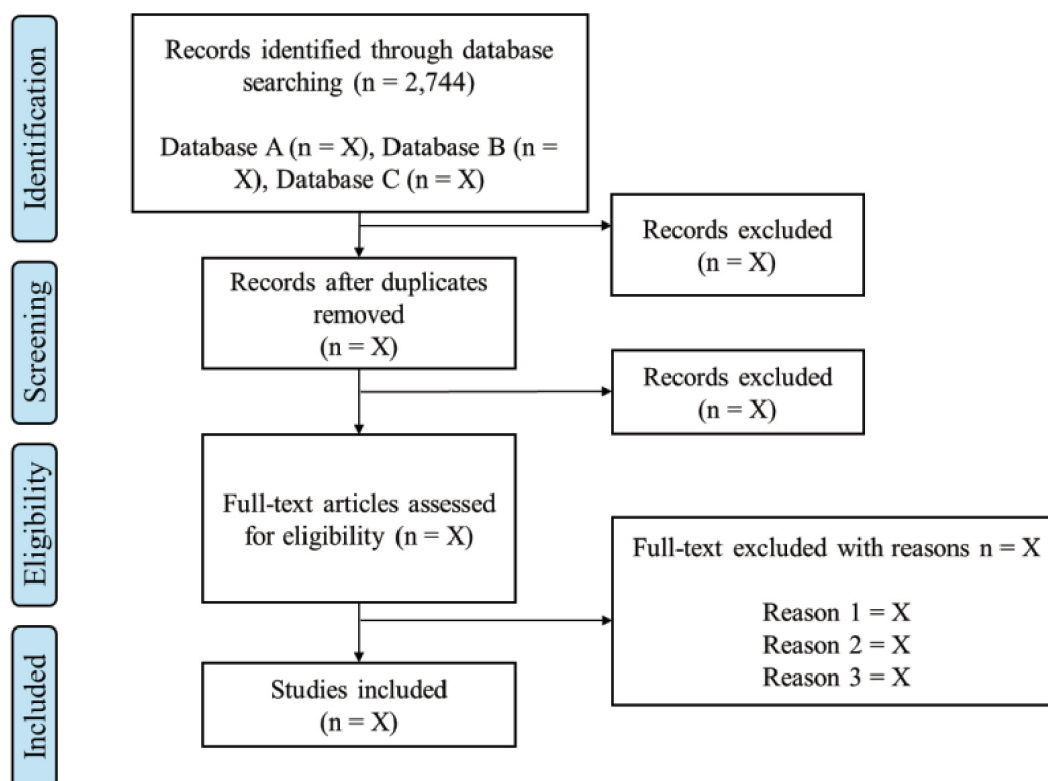 Identification
Records identified through database
searching (n = 2,744)
Database A (n = X), Database B (n =
X), Database C (n = X)
Records excluded
(n = X)
Screening
Records after duplicates
removed
(n = X)
Records excluded
(n = X)
Eligibility
Full-text articles assessed
for eligibility (n = X)
Full-text excluded with reasons n = X
Reason 1 = X
Reason 2 = X
Reason 3 = X
Included
Studies included
(n = X)